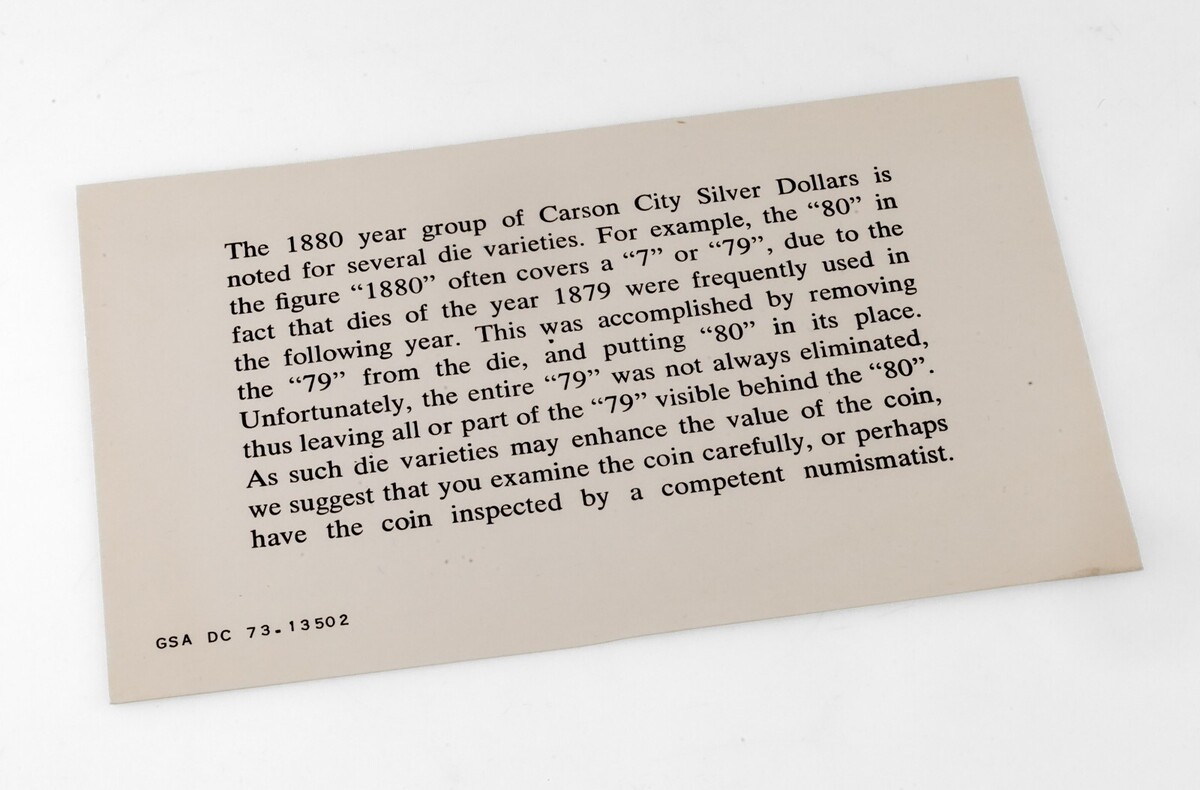 The 1880 year group of Carson City Silver Dollars is
noted for several die varieties. For example, the “80” in
the figure “1880” often covers a “7” or “79”, due to the
fact that dies of the year 1879 were frequently used in
the following year. This was accomplished by removing
the “79” from the die, and putting “80” in its place.
Unfortunately, the entire “79” was not always eliminated,
thus leaving all or part of the “79” visible behind the “80”.
As such die varieties may enhance the value of the coin,
we suggest that you examine the coin carefully, or perhaps
have the coin inspected by a competent numismatist.
GSA DC 73-13502